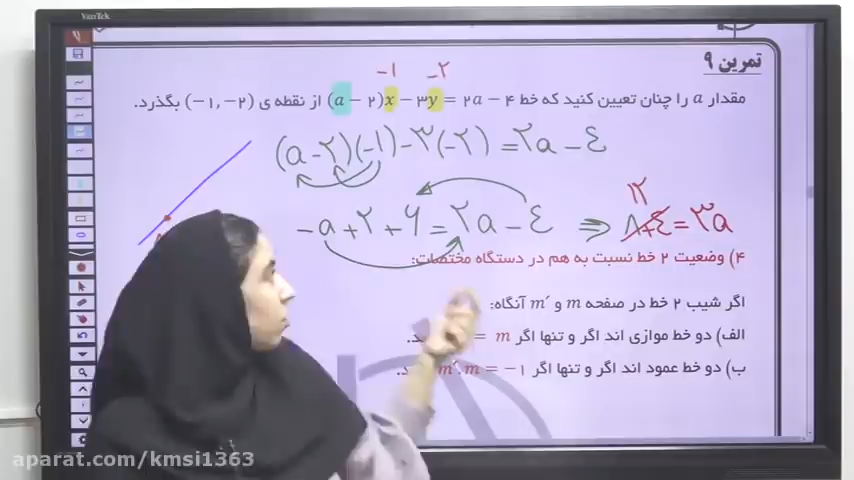 VanTek
تمرین ۹
-۱ -۲
مقدار a را چنان تعیین کنید که خط (a − ۲)x − ۳y = ۲a − ۴ از نقطه ی (−۱, −۲) بگذرد.
(a-۲)(-۱)-۳(-۲)=۲a-٤
۱۲
-a+۲+۶=۲a-٤ ⇒ ۸+٤=۳a
۴) وضعیت ۲ خط نسبت به هم در دستگاه مختصات:
اگر شیب ۲ خط در صفحه m و m′ آنگاه:
الف) دو خط موازی اند اگر و تنها اگر = m
ب) دو خط عمود اند اگر و تنها اگر m′. m = −۱
aparat.com/kmsi1363